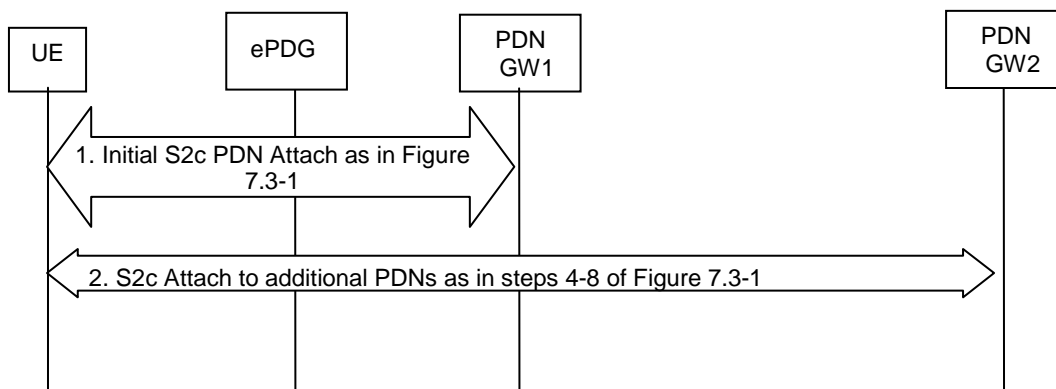 UE
ePDG
PDN
GW1
PDN
GW2
1. Initial S2c PDN Attach as in Figure
7.3-1
2. S2c Attach to additional PDNs as in steps 4-8 of Figure 7.3-1